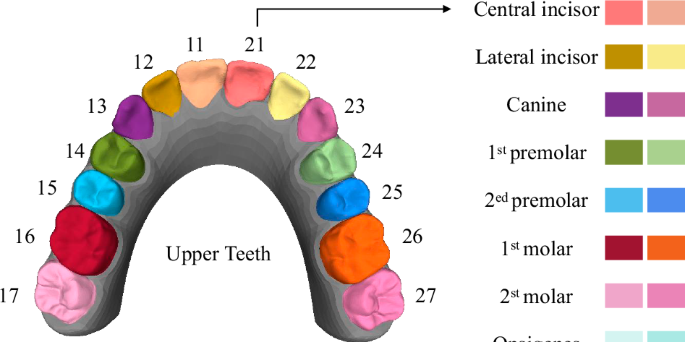 Central incisor
11 21
12 22
Lateral incisor
13 23
Canine
14 24
1st premolar
15 25
2ed premolar
16 26
Upper Teeth
1st molar
17 27
2st molar